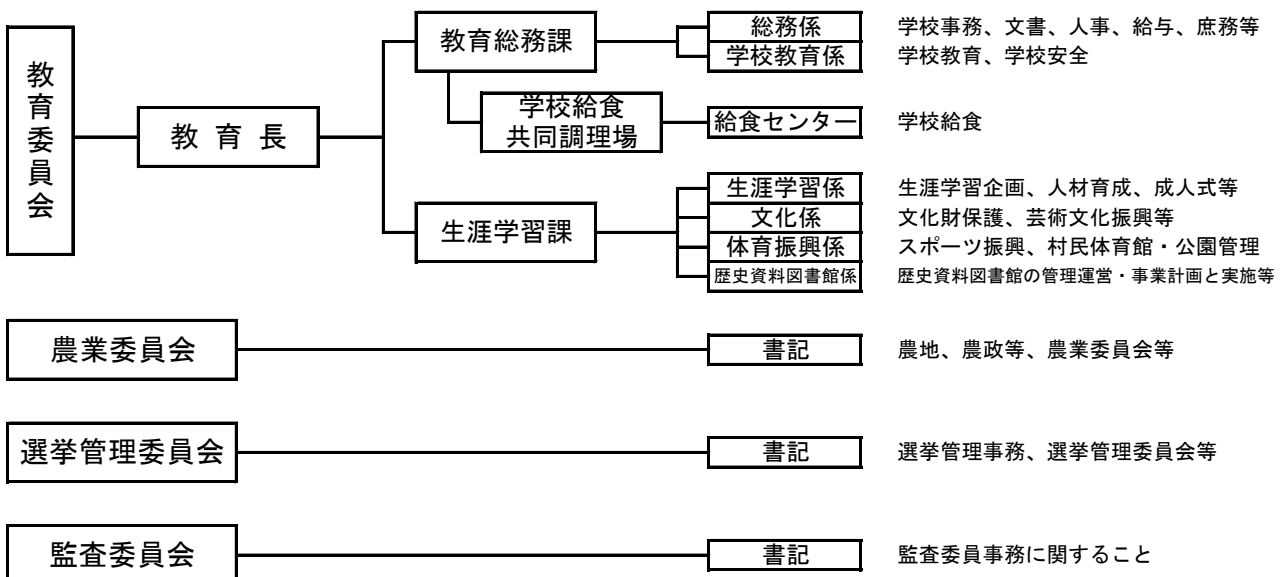 教育委員会
教育長
教育総務課
総務係 学校事務、文書、人事、給与、庶務等
学校教育係 学校教育、学校安全
学校給食
共同調理場
給食センター 学校給食
生涯学習課
生涯学習係 生涯学習企画、人材育成、成人式等
文化係 文化財保護、芸術文化振興等
体育振興係 スポーツ振興、村民体育館・公園管理
歴史資料図書館係 歴史資料図書館の管理運営・事業計画と実施等
農業委員会 書記 農地、農政等、農業委員会等
選挙管理委員会 書記 選挙管理事務、選挙管理委員会等
監査委員会 書記 監査委員事務に関すること